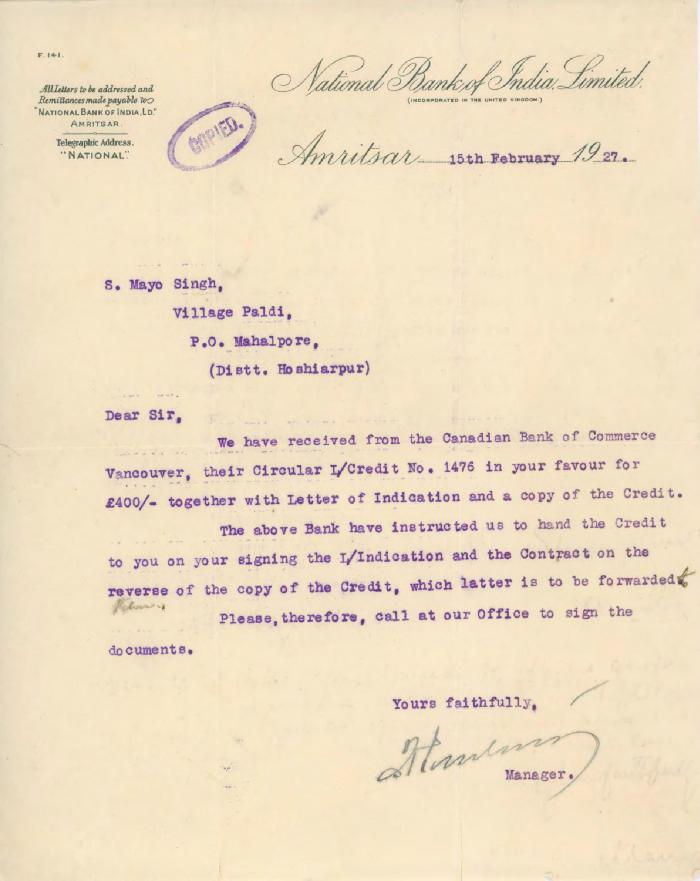 F. 141.
National Bank of India, Limited.
(INCORPORATED IN THE UNITED KINGDOM.)
All Letters to be addressed and
Remittances made payable to
"NATIONAL BANK OF INDIA, LD."
AMRITSAR.
Telegraphic Address.
"NATIONAL".
COPIED.
Amritsar 15th February 1927.
S. Mayo Singh,
Village Paldi,
P.O. Mahalpore,
(Distt. Hoshiarpur)
Dear Sir,
We have received from the Canadian Bank of Commerce
Vancouver, their Circular L/Credit No. 1476 in your favour for
£400/- together with Letter of Indication and a copy of the Credit.
The above Bank have instructed us to hand the Credit
to you on your signing the L/Indication and the Contract on the
reverse of the copy of the Credit, which latter is to be forwarded to
Please, therefore, call at our Office to sign the
documents.
Yours faithfully,
Manager.